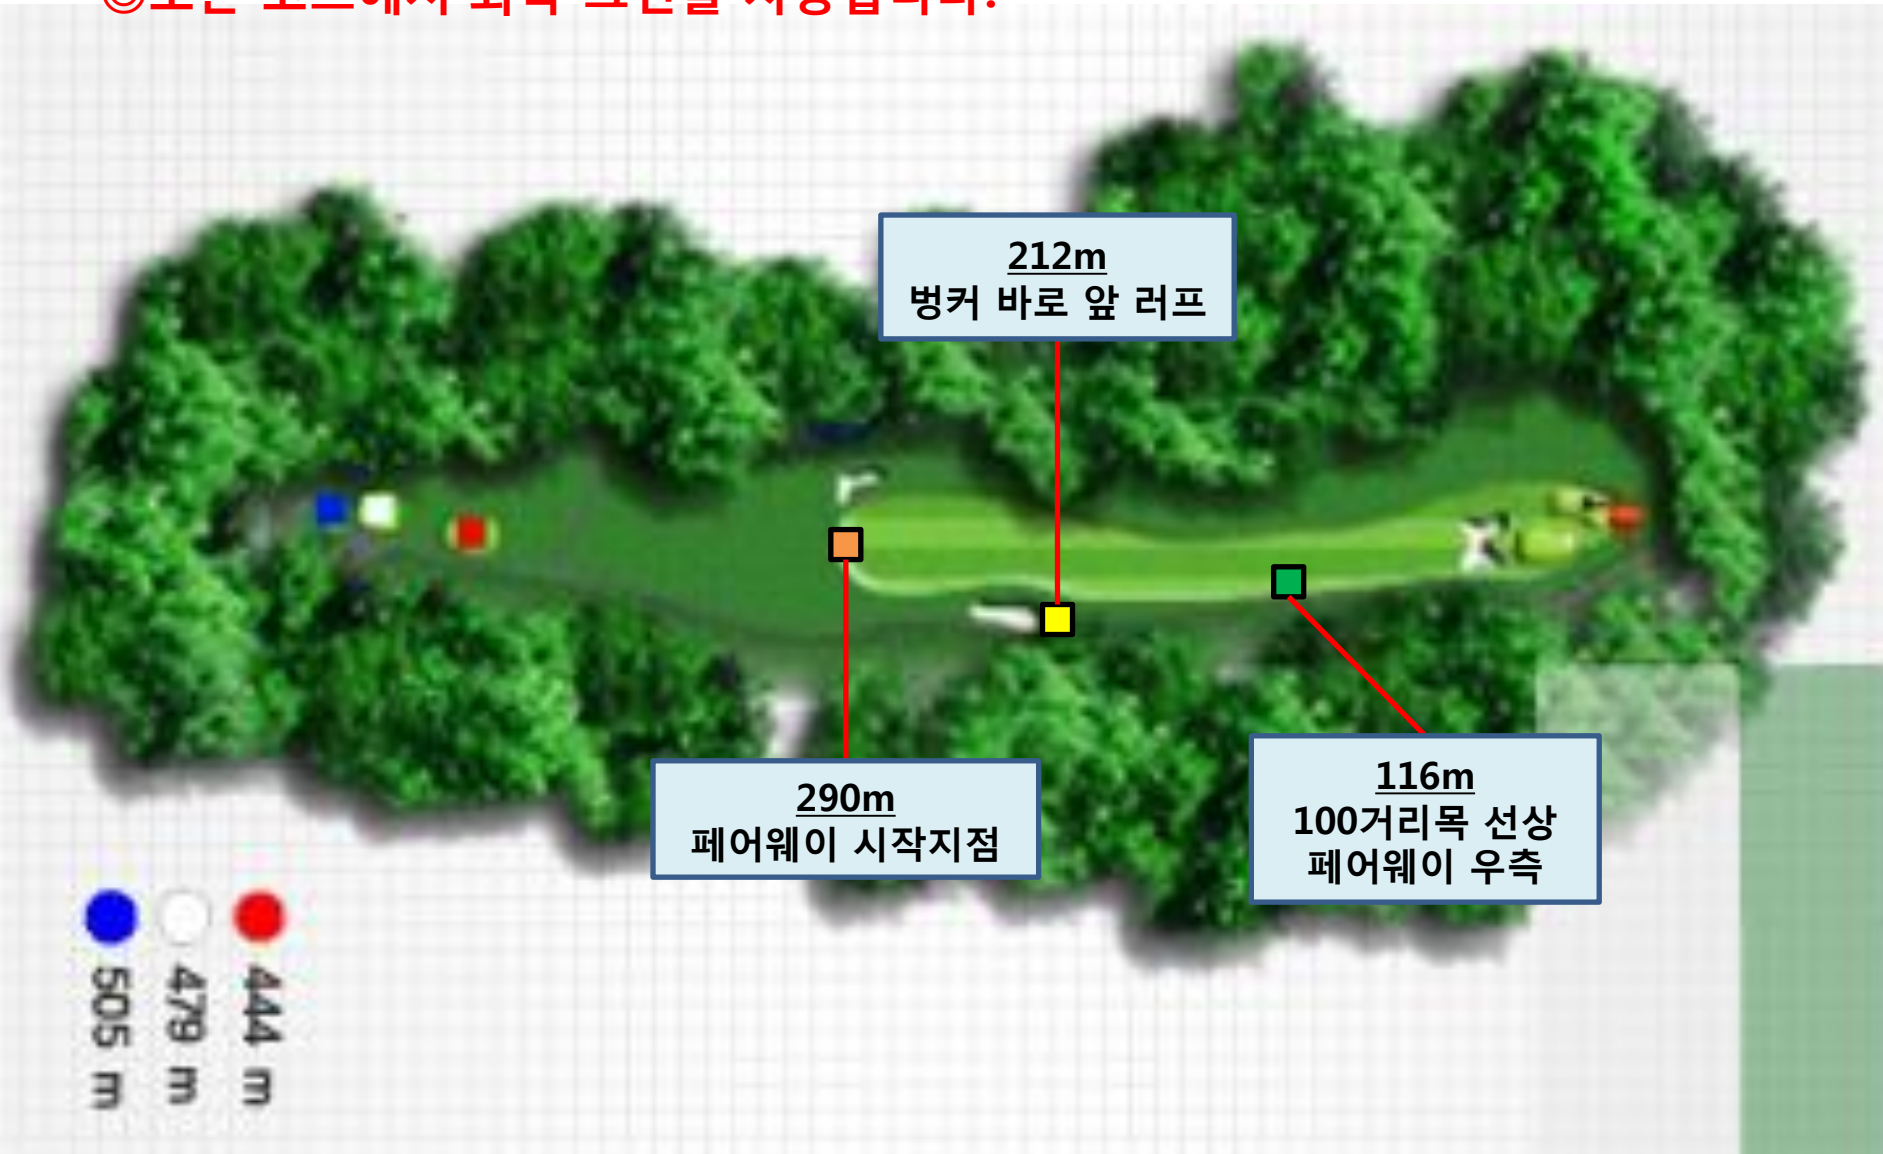 212m
벙커 바로 앞 러프
290m
페어웨이 시작지점
116m
100거리목 선상
페어웨이 우측
505 m
479 m
444 m